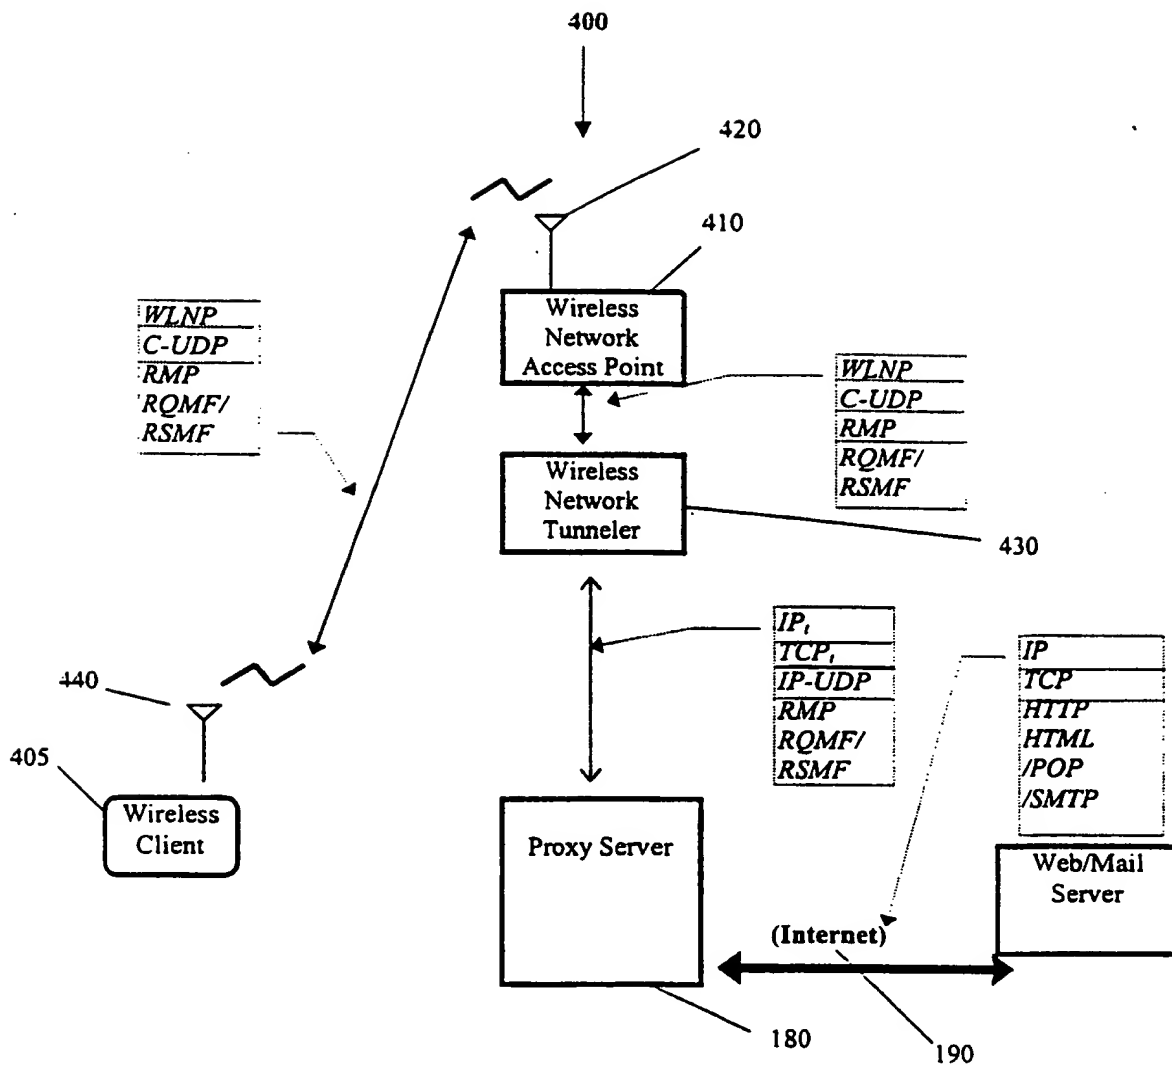 400
420
410
Wireless
Network
Access Point
WLNP
C-UDP
RMP
RQMF/
RSMF
WLNP
C-UDP
RMP
RQMF/
RSMF
Wireless
Network
Tunneler
430
IPₜ
TCPₜ
IP-UDP
RMP
RQMF/
RSMF
IP
TCP
HTTP
HTML
/POP
/SMTP
440
405
Wireless
Client
Proxy Server
Web/Mail
Server
(Internet)
180
190